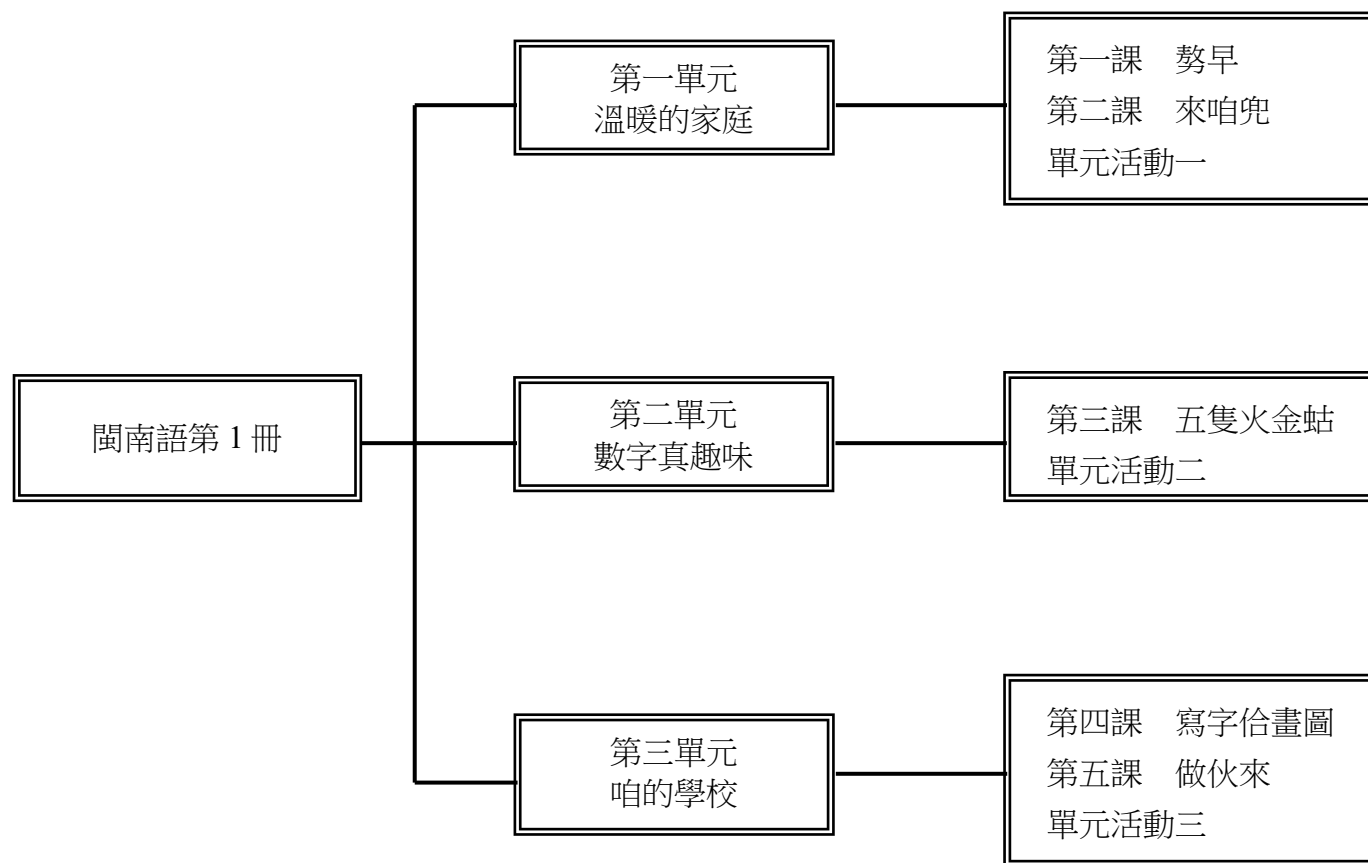 閩南語第 1 冊
第一單元
溫暖的家庭
第一課　勢早
第二課　來咱兜
單元活動一
第二單元
數字真趣味
第三課　五隻火金蛄
單元活動二
第三單元
咱的學校
第四課　寫字佮畫圖
第五課　做伙來
單元活動三